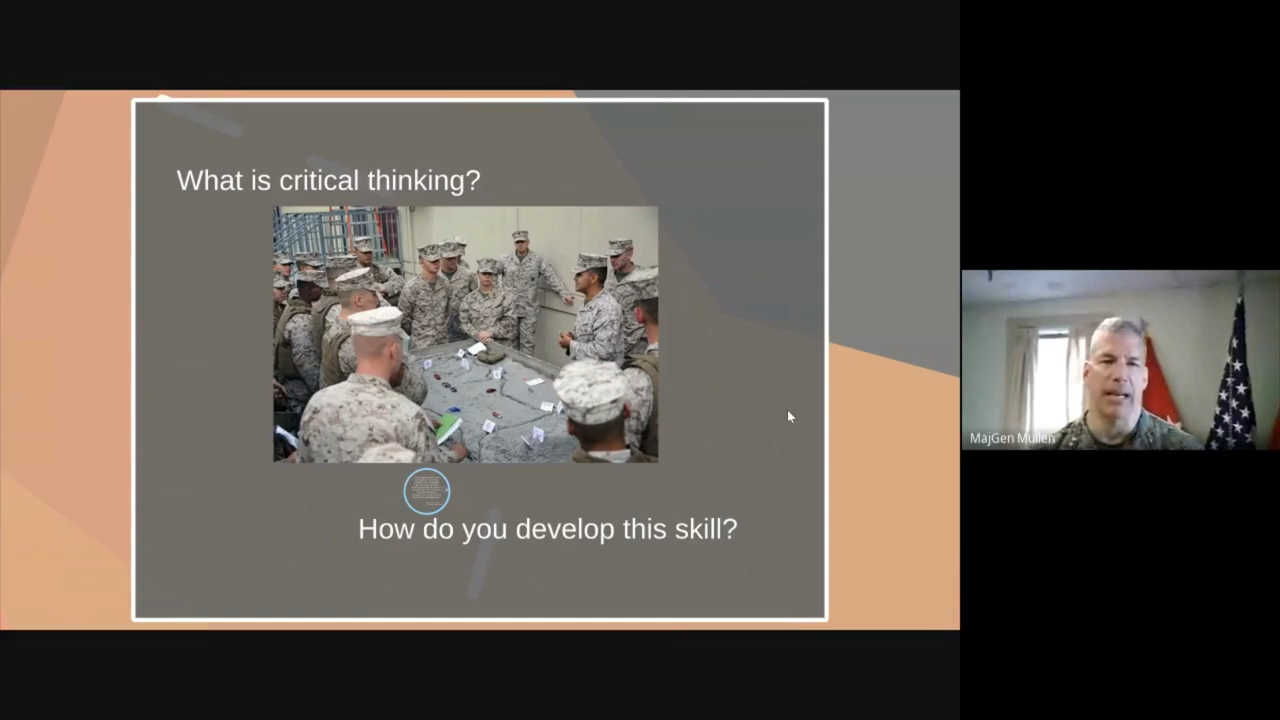 What is critical thinking?
How do you develop this skill?
MajGen Mullen